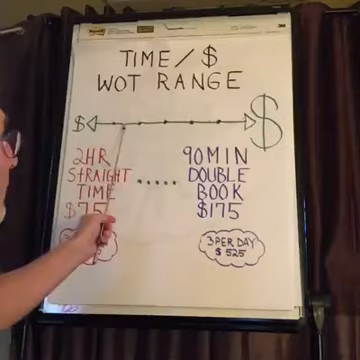 TIME / $
WOT RANGE
$ $
2HR
STRAIGHT
TIME
$75
.....
90MIN
DOUBLE
BOOK
$175
3 PER DAY
$525